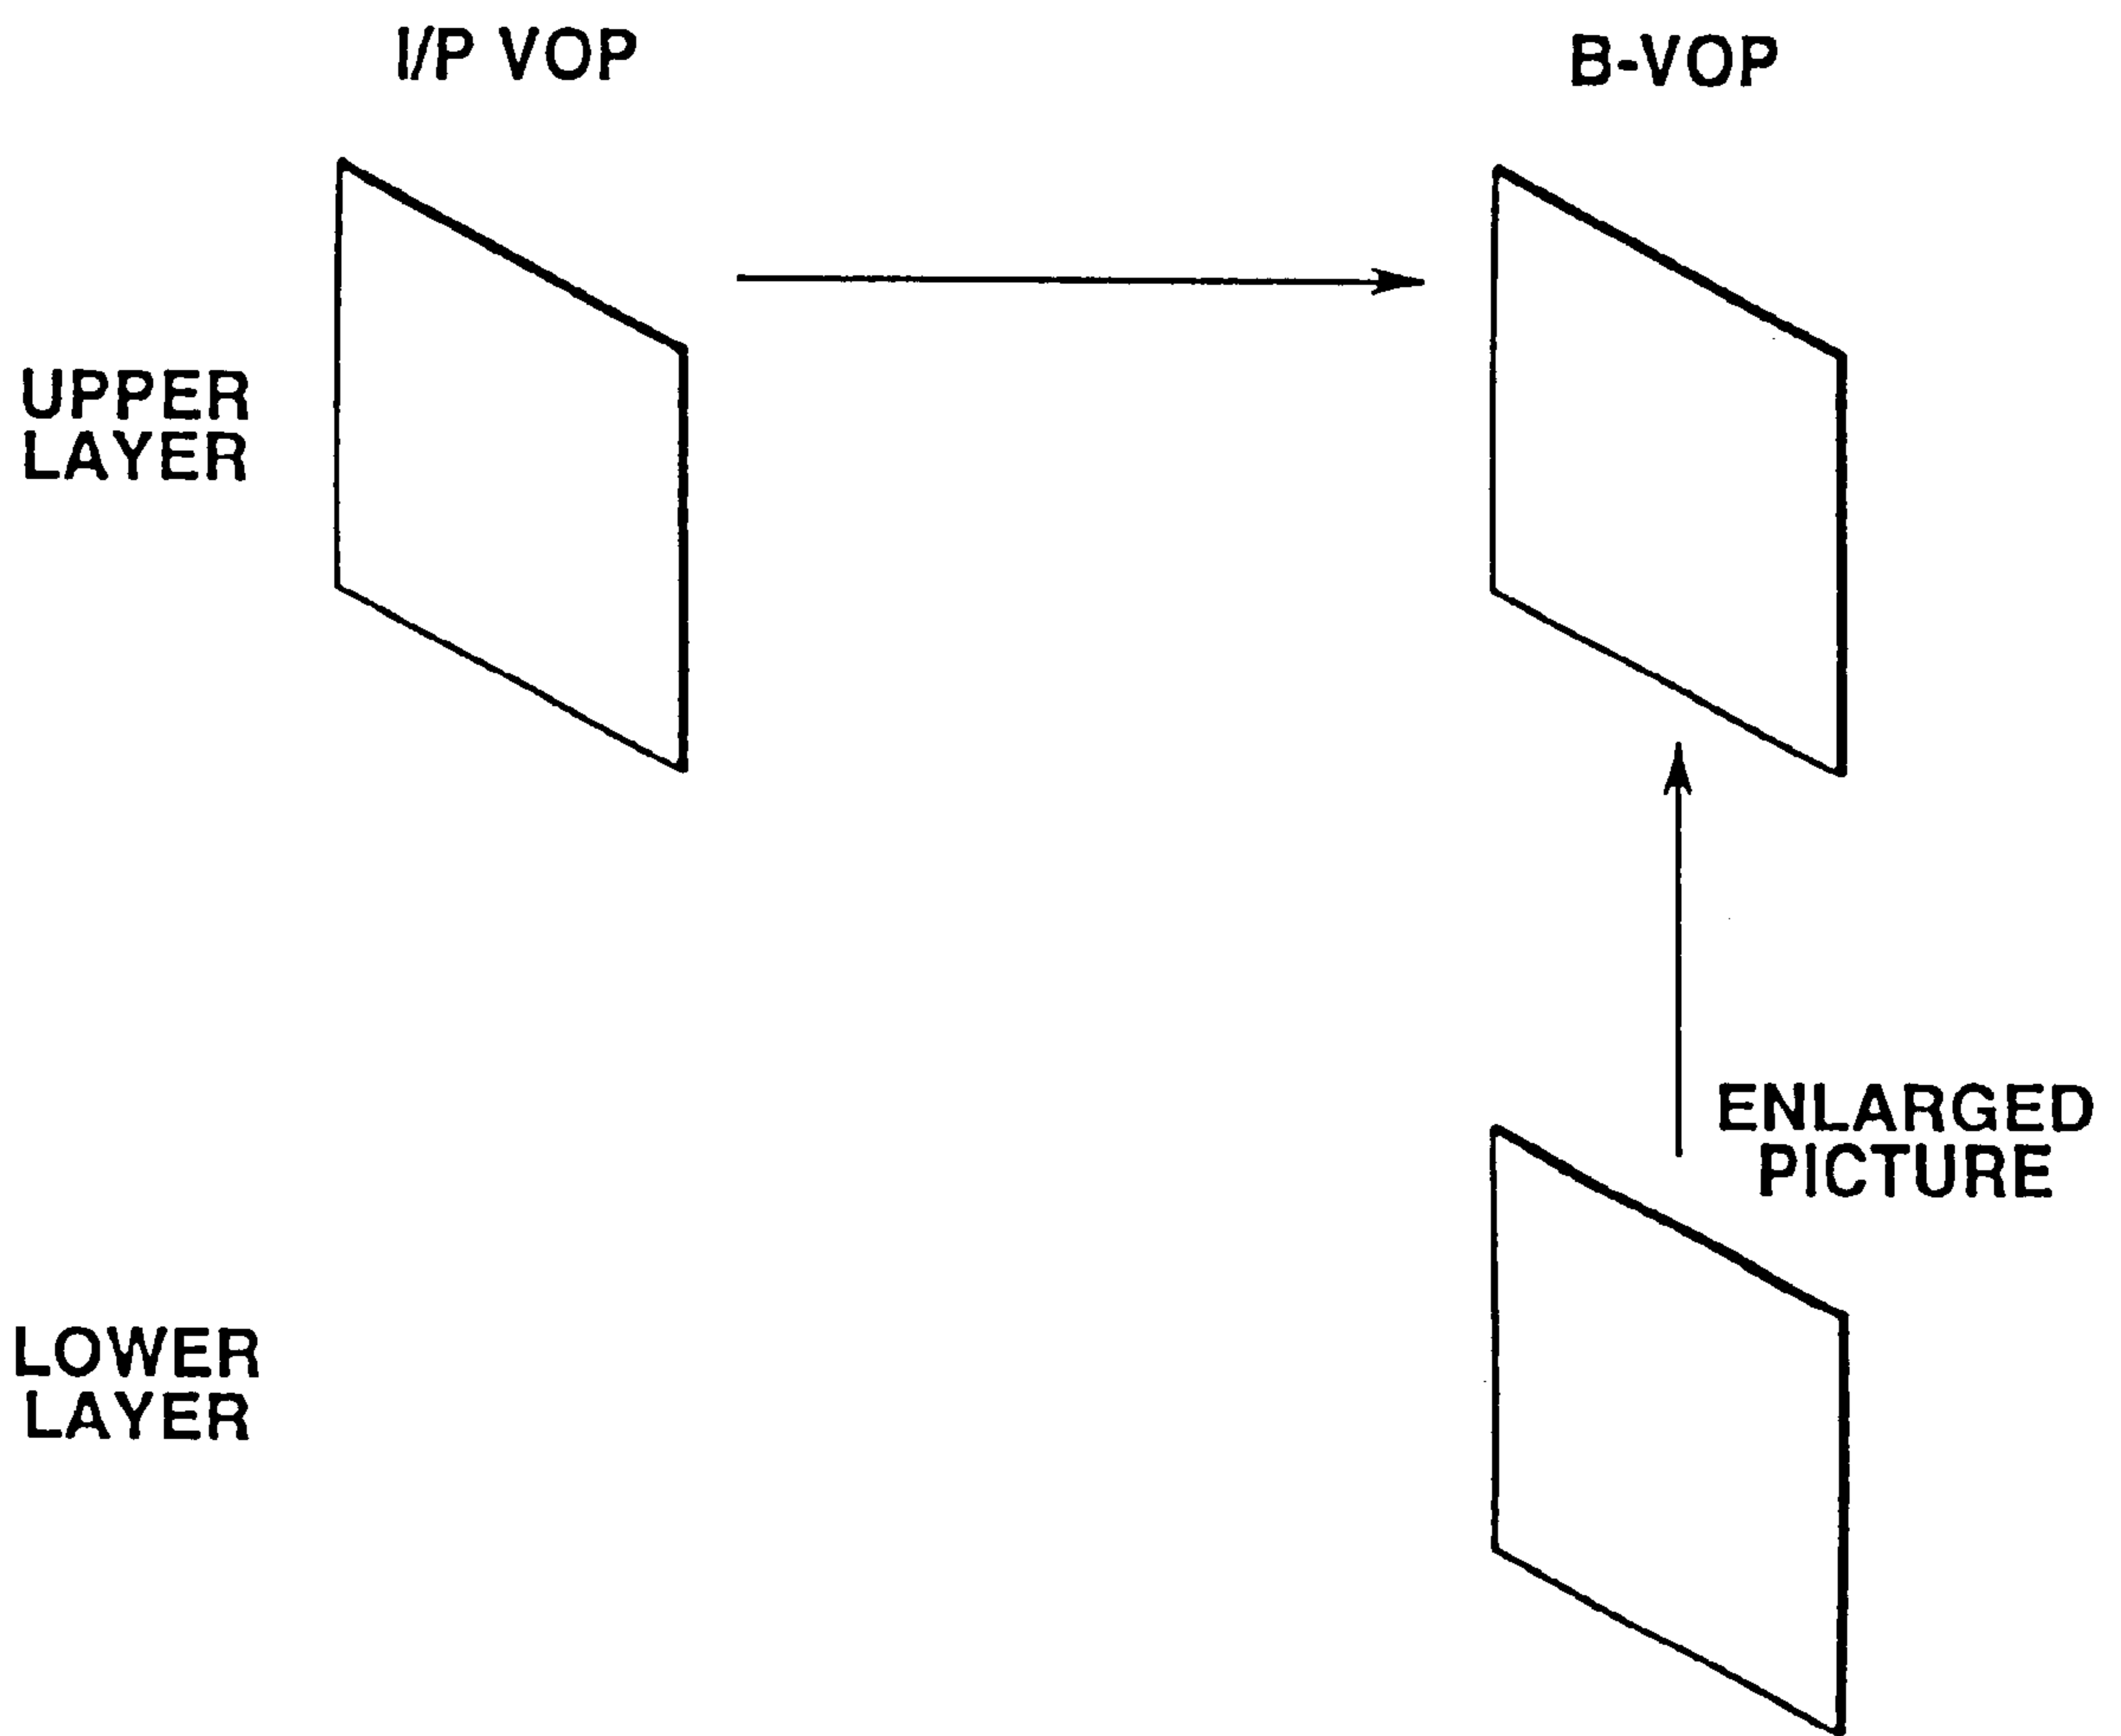 I/P VOP
B-VOP
UPPER
LAYER
ENLARGED
PICTURE
LOWER
LAYER